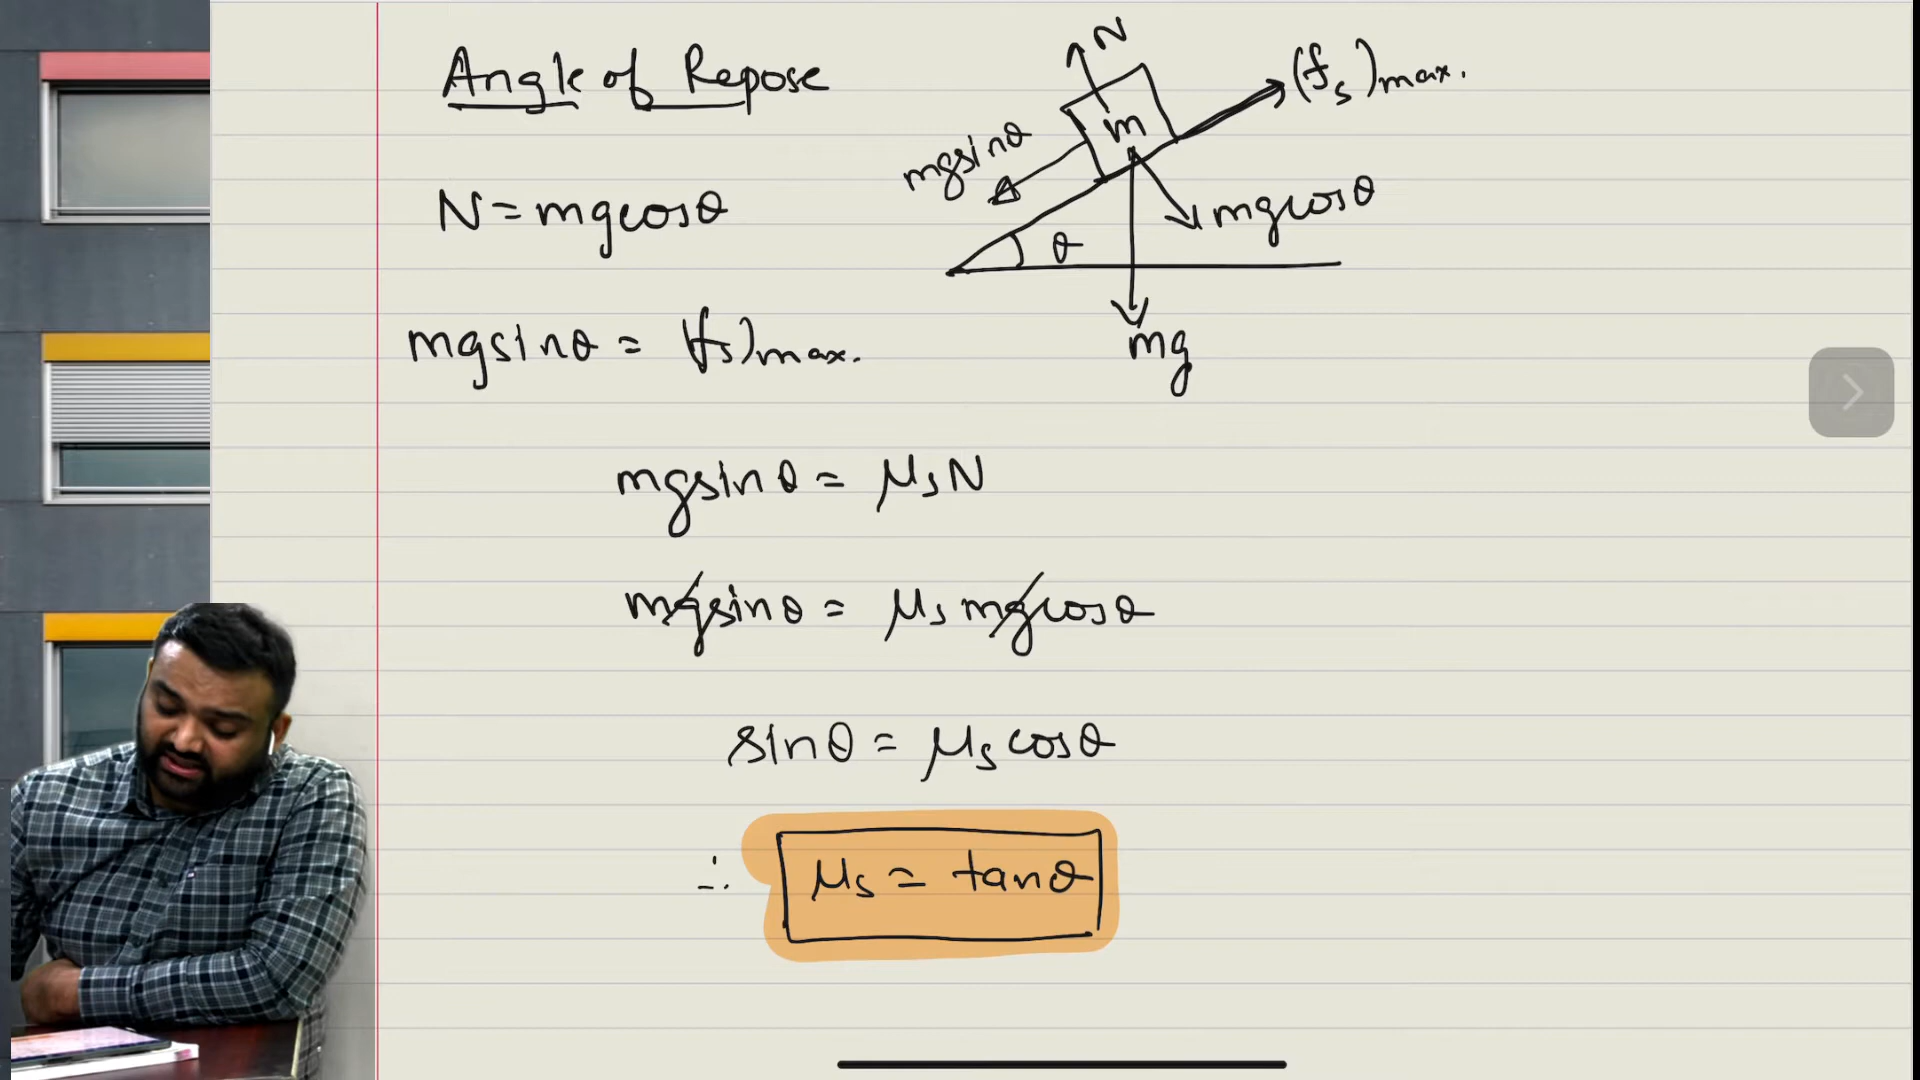 Angle of Repose
N
(fs)max.
m
mgsinθ
mgcosθ
θ
mg
N = mgcosθ
mgsinθ = (fs)max.
mgsinθ = μsN
mgsinθ = μs mgcosθ
sinθ = μs cosθ
∴ μs = tanθ